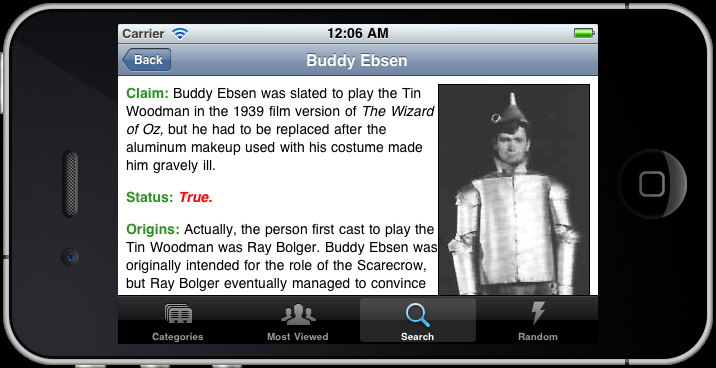 Carrier 12:06 AM
Back Buddy Ebsen
Claim: Buddy Ebsen was slated to play the Tin
Woodman in the 1939 film version of The Wizard
of Oz, but he had to be replaced after the
aluminum makeup used with his costume made
him gravely ill.
Status: True.
Origins: Actually, the person first cast to play the
Tin Woodman was Ray Bolger. Buddy Ebsen was
originally intended for the role of the Scarecrow,
but Ray Bolger eventually managed to convince
Categories Most Viewed Search Random